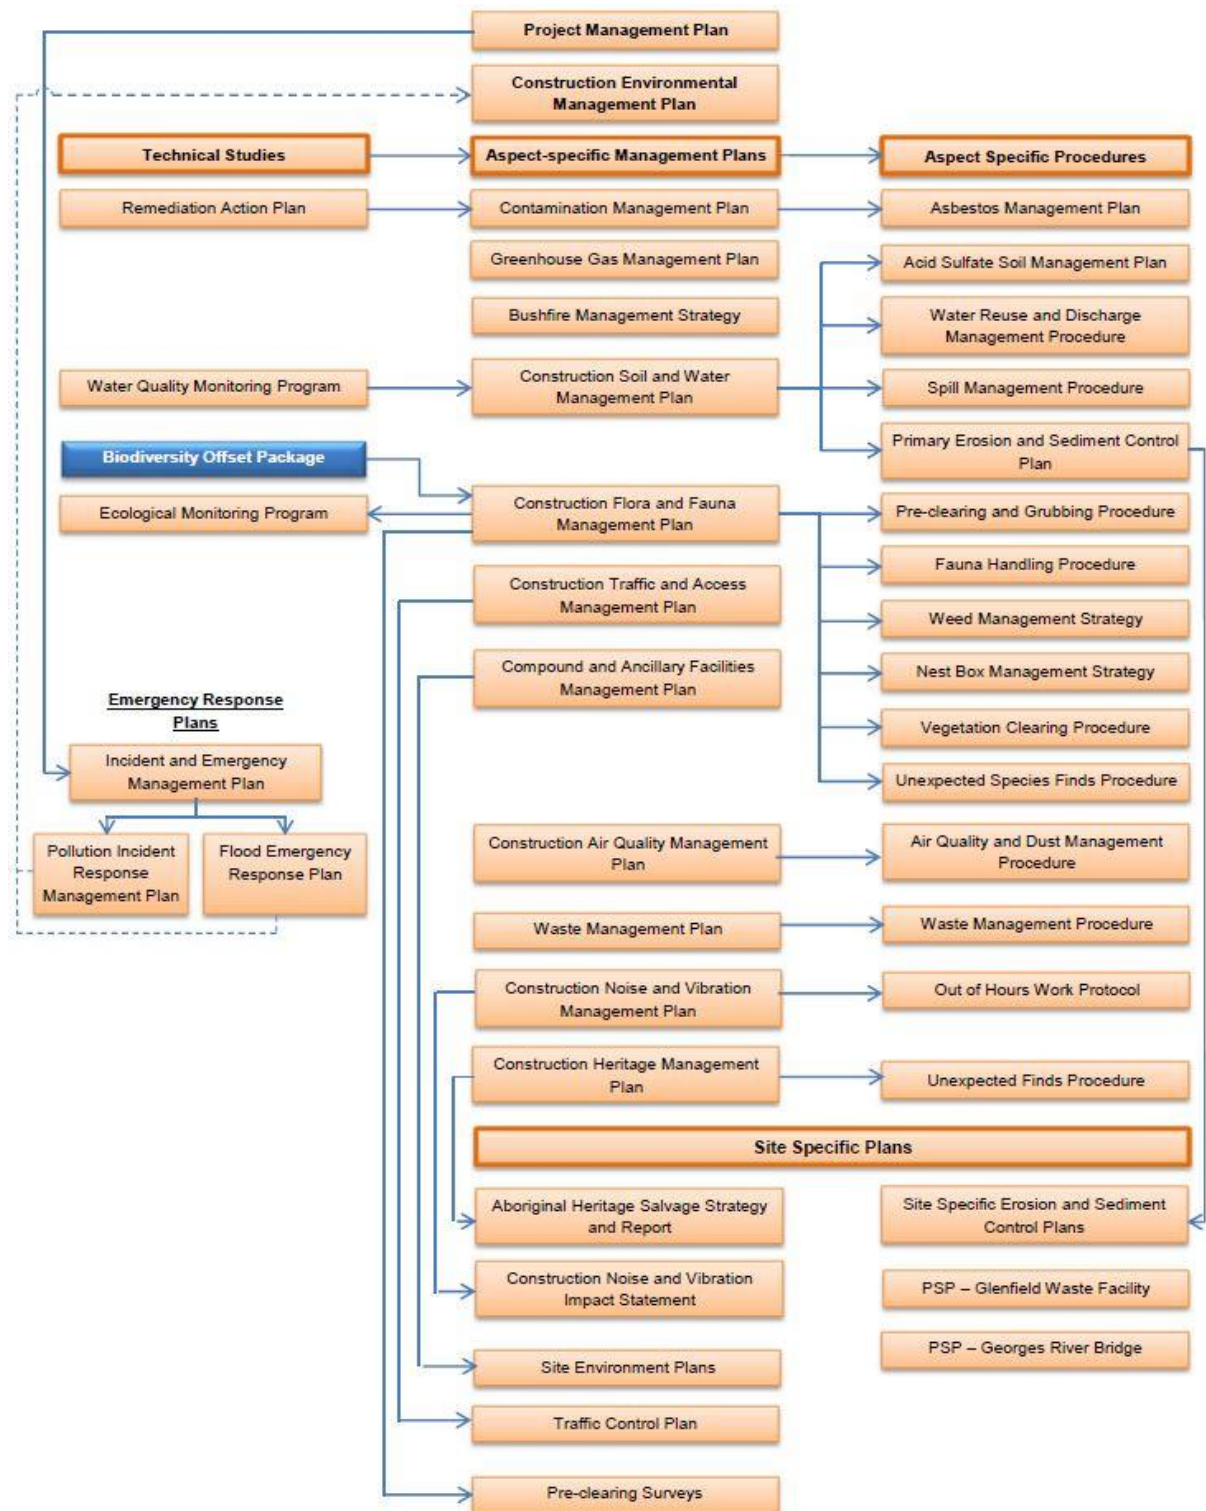 Project Management Plan
Construction Environmental
Management Plan
Technical Studies
Aspect-specific Management Plans
Aspect Specific Procedures
Remediation Action Plan
Contamination Management Plan
Asbestos Management Plan
Greenhouse Gas Management Plan
Acid Sulfate Soil Management Plan
Bushfire Management Strategy
Water Reuse and Discharge
Management Procedure
Water Quality Monitoring Program
Construction Soil and Water
Management Plan
Spill Management Procedure
Biodiversity Offset Package
Primary Erosion and Sediment Control
Plan
Ecological Monitoring Program
Construction Flora and Fauna
Management Plan
Pre-clearing and Grubbing Procedure
Fauna Handling Procedure
Construction Traffic and Access
Management Plan
Weed Management Strategy
Compound and Ancillary Facilities
Management Plan
Nest Box Management Strategy
Emergency Response
Plans
Vegetation Clearing Procedure
Incident and Emergency
Management Plan
Unexpected Species Finds Procedure
Pollution Incident
Response
Management Plan
Flood Emergency
Response Plan
Construction Air Quality Management
Plan
Air Quality and Dust Management
Procedure
Waste Management Plan
Waste Management Procedure
Construction Noise and Vibration
Management Plan
Out of Hours Work Protocol
Construction Heritage Management
Plan
Unexpected Finds Procedure
Site Specific Plans
Aboriginal Heritage Salvage Strategy
and Report
Site Specific Erosion and Sediment
Control Plans
Construction Noise and Vibration
Impact Statement
PSP – Glenfield Waste Facility
PSP – Georges River Bridge
Site Environment Plans
Traffic Control Plan
Pre-clearing Surveys